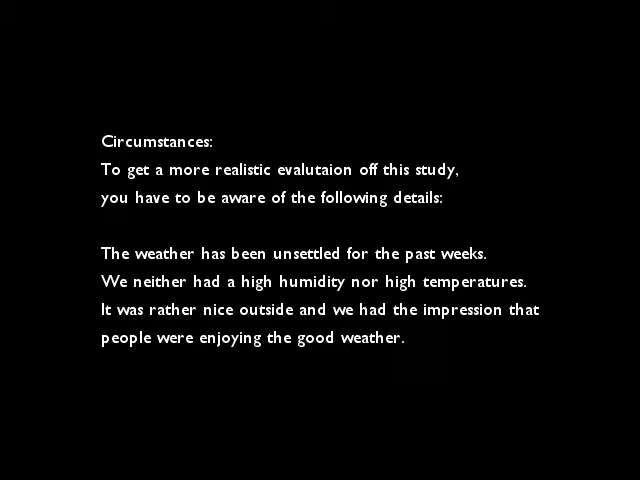 Circumstances:
To get a more realistic evalutaion off this study,
you have to be aware of the following details:
The weather has been unsettled for the past weeks.
We neither had a high humidity nor high temperatures.
It was rather nice outside and we had the impression that
people were enjoying the good weather.